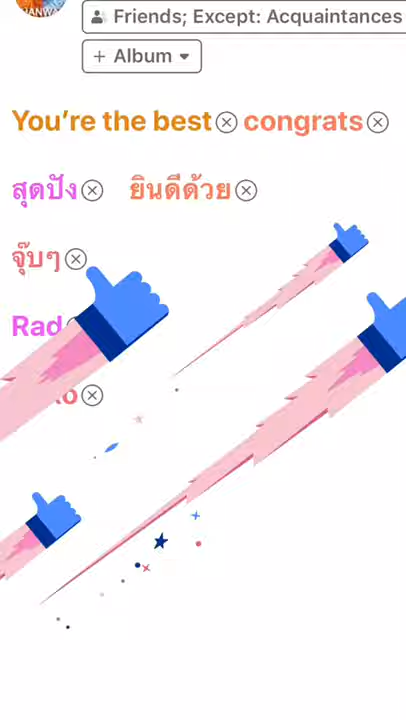 Friends; Except: Acquaintances
+ Album
You're the best congrats
สุดปัง ยินดีด้วย
จุ๊บๆ
Rad